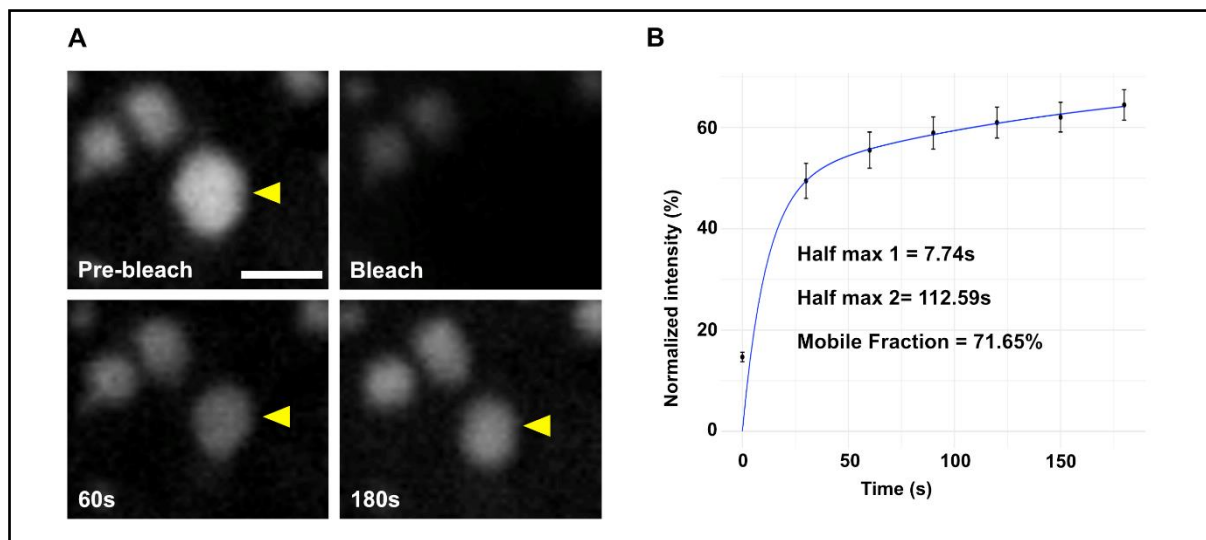 A
Pre-bleach
Bleach
60s
180s
B
Normalized intensity (%)
60
40
20
0
Half max 1 = 7.74s
Half max 2= 112.59s
Mobile Fraction = 71.65%
0
50
100
150
Time (s)